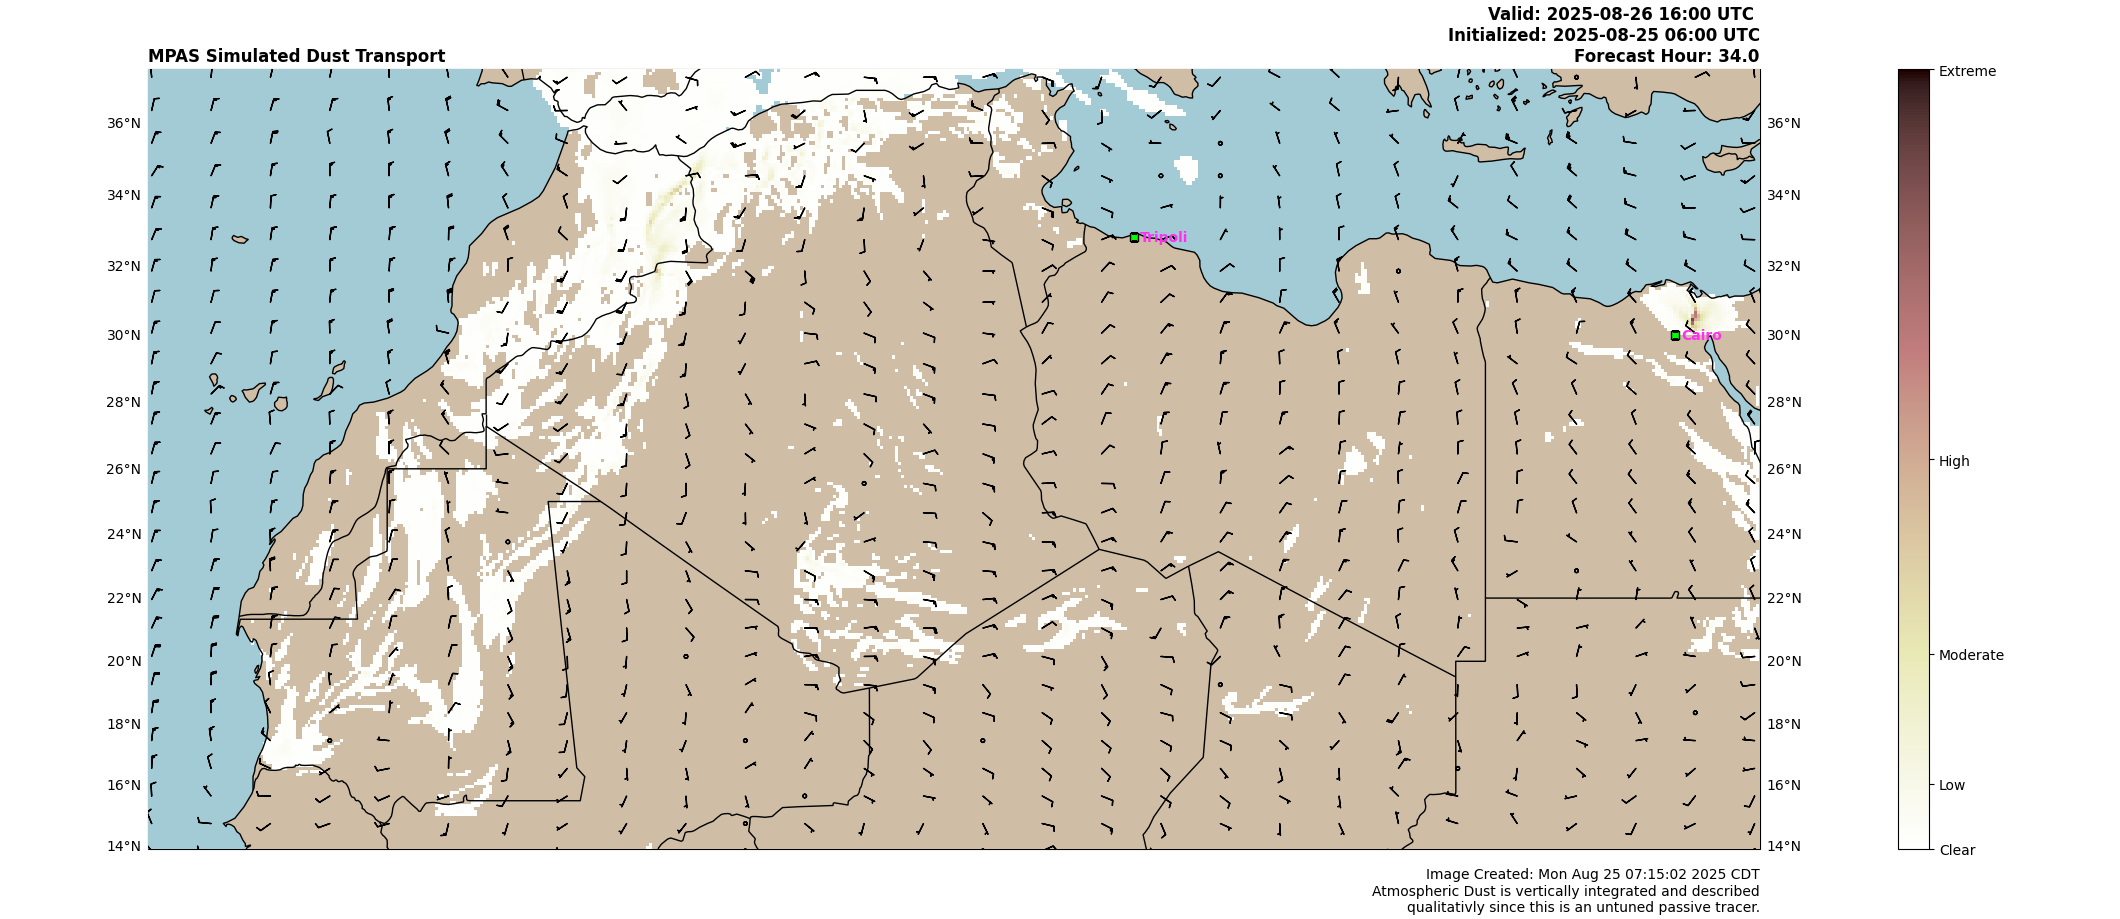 Valid: 2025-08-26 16:00 UTC
Initialized: 2025-08-25 06:00 UTC
MPAS Simulated Dust Transport
Forecast Hour: 34.0
Extreme
36°N
36°N
34°N
34°N
Tripoli
32°N
32°N
30°N
Cairo
30°N
28°N
28°N
26°N
26°N
High
24°N
24°N
22°N
22°N
20°N
20°N
Moderate
18°N
18°N
16°N
16°N
Low
14°N
14°N
Clear
Image Created: Mon Aug 25 07:15:02 2025 CDT
Atmospheric Dust is vertically integrated and described
qualitativly since this is an untuned passive tracer.